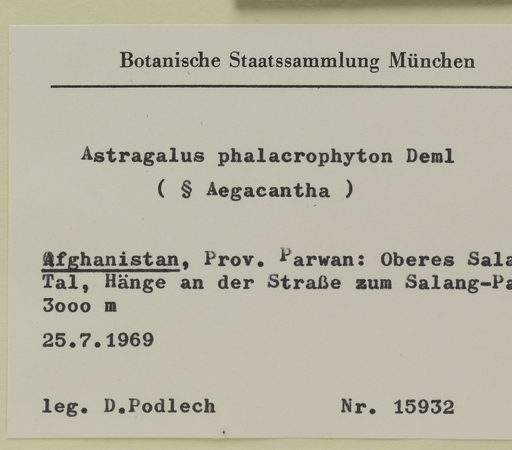 Botanische Staatssammlung München
Astragalus phalacrophyton Deml
( § Aegacantha )
Afghanistan, Prov. Parwan: Oberes Sala
Tal, Hänge an der Straße zum Salang-Pa
3ooo m
25.7.1969
leg. D.Podlech Nr. 15932